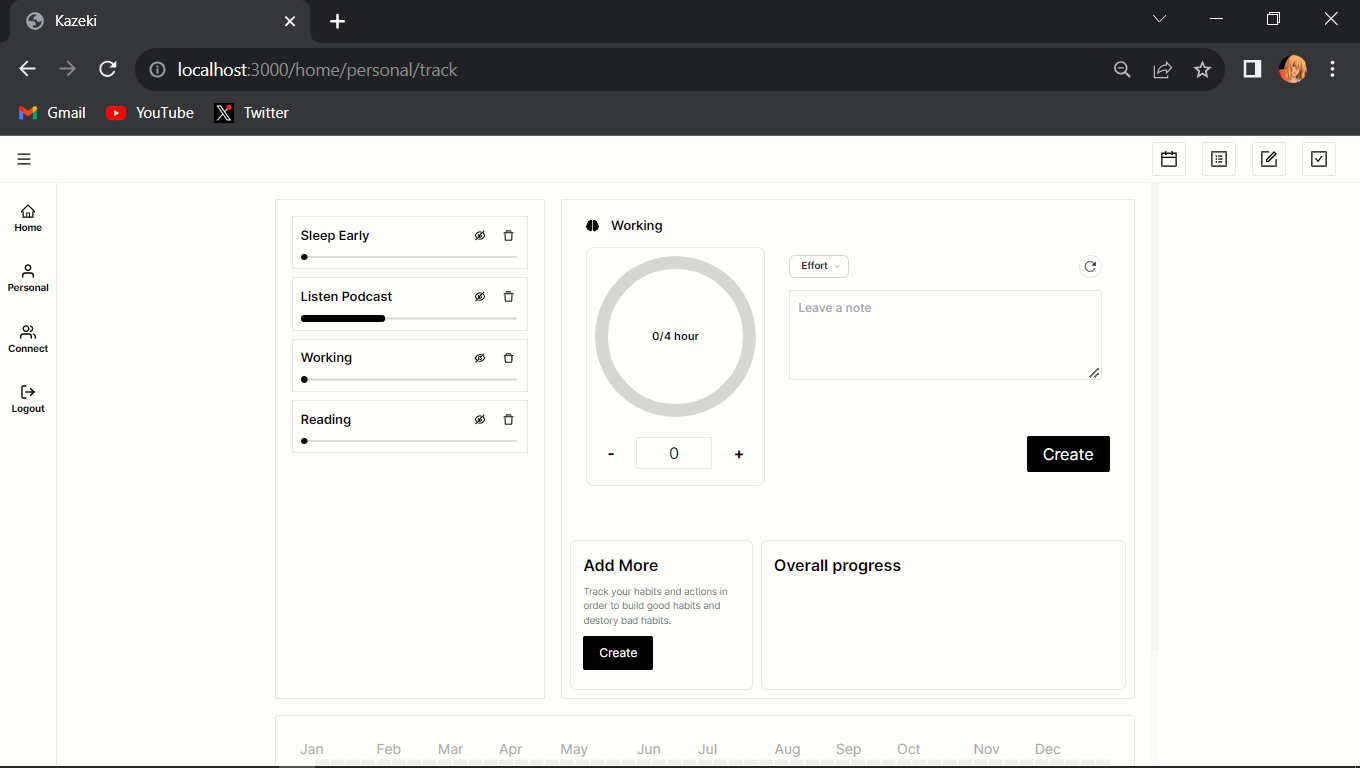 Kazeki
localhost:3000/home/personal/track
Gmail YouTube Twitter
Home
Personal
Connect
Logout
Sleep Early
Listen Podcast
Working
Reading
Working
0/4 hour
- 0 +
Effort
Leave a note
Create
Add More
Track your habits and actions in
order to build good habits and
destory bad habits.
Create
Overall progress
Jan Feb Mar Apr May Jun Jul Aug Sep Oct Nov Dec